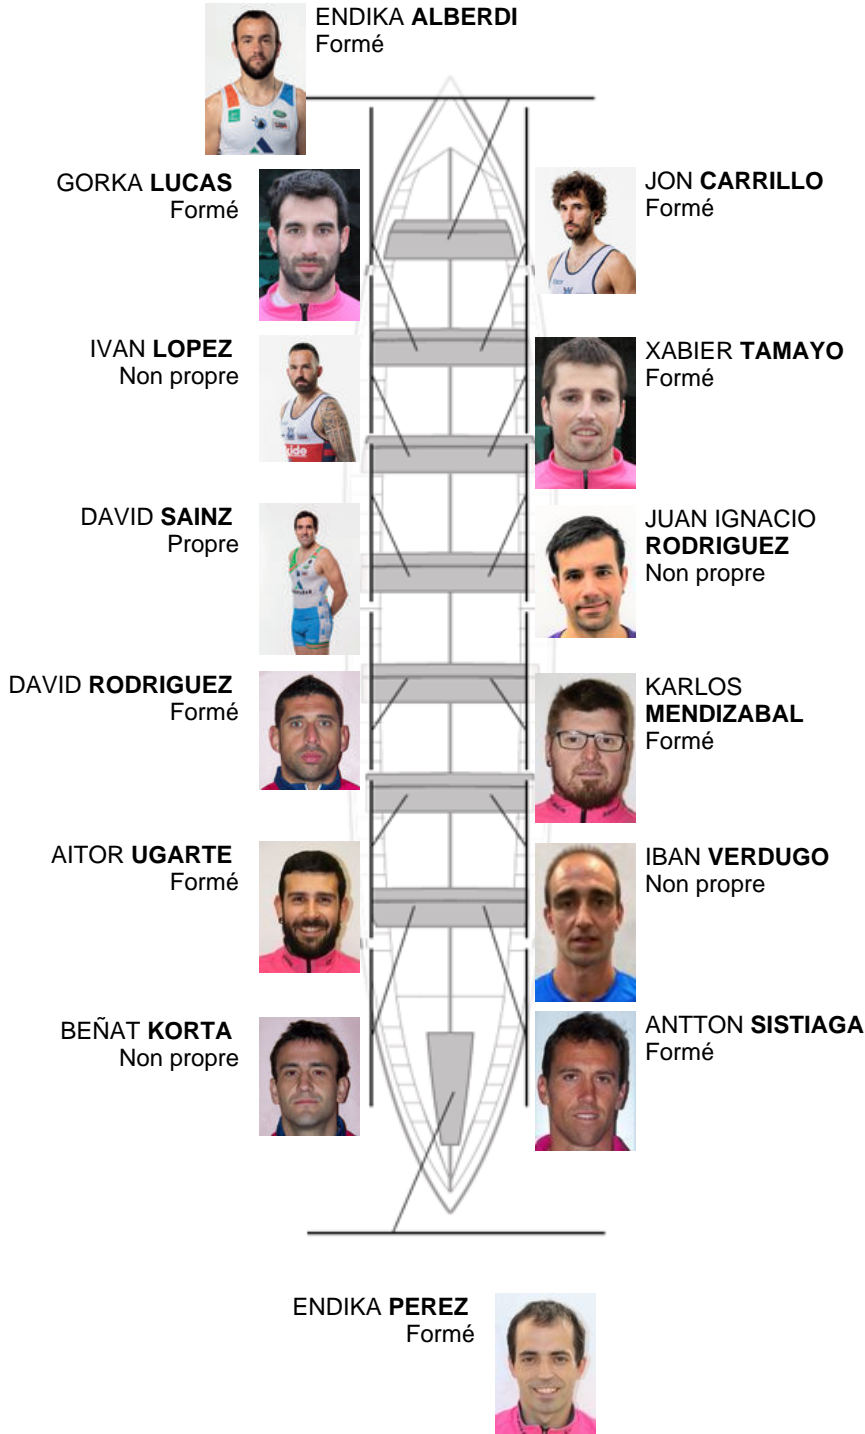 ENDIKA ALBERDI
Formé
GORKA LUCAS
Formé
JON CARRILLO
Formé
IVAN LOPEZ
Non propre
XABIER TAMAYO
Formé
DAVID SAINZ
Propre
JUAN IGNACIO
RODRIGUEZ
Non propre
DAVID RODRIGUEZ
Formé
KARLOS
MENDIZABAL
Formé
AITOR UGARTE
Formé
IBAN VERDUGO
Non propre
BEÑAT KORTA
Non propre
ANTTON SISTIAGA
Formé
ENDIKA PEREZ
Formé